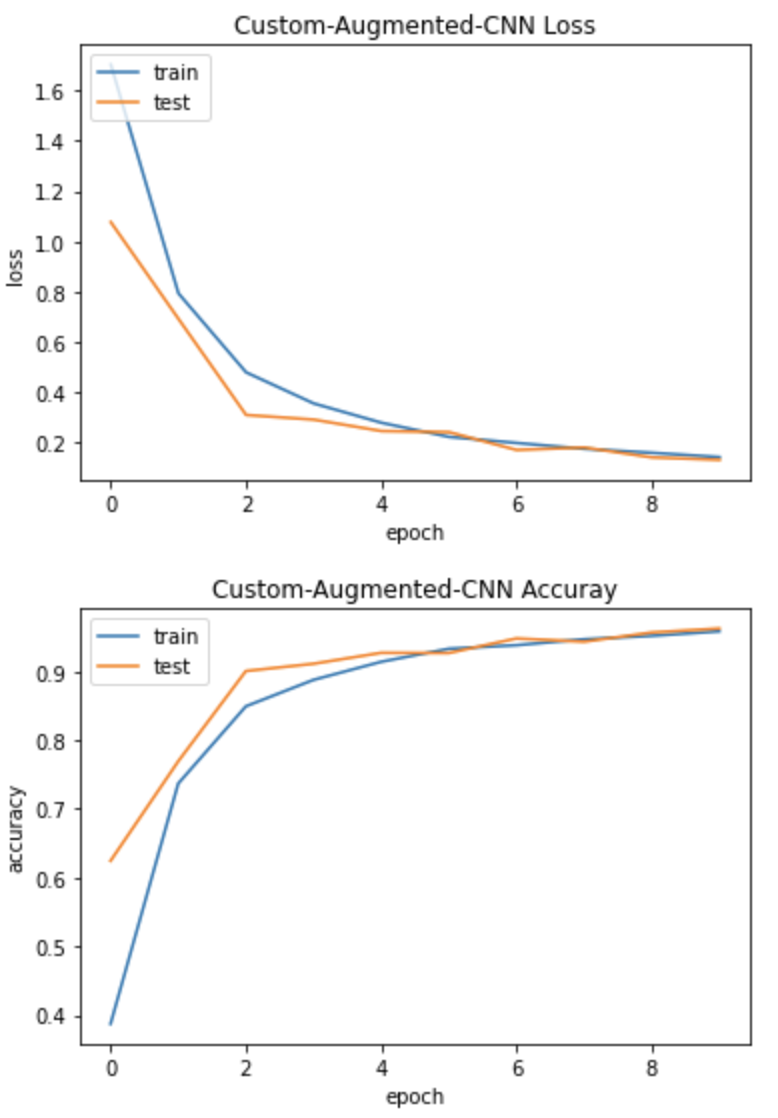 Custom-Augmented-CNN Loss
train
test
1.6
1.4
1.2
1.0
0.8
0.6
0.4
0.2
loss
0 2 4 6 8
epoch
Custom-Augmented-CNN Accuray
train
test
0.9
0.8
0.7
0.6
0.5
0.4
accuracy
0 2 4 6 8
epoch